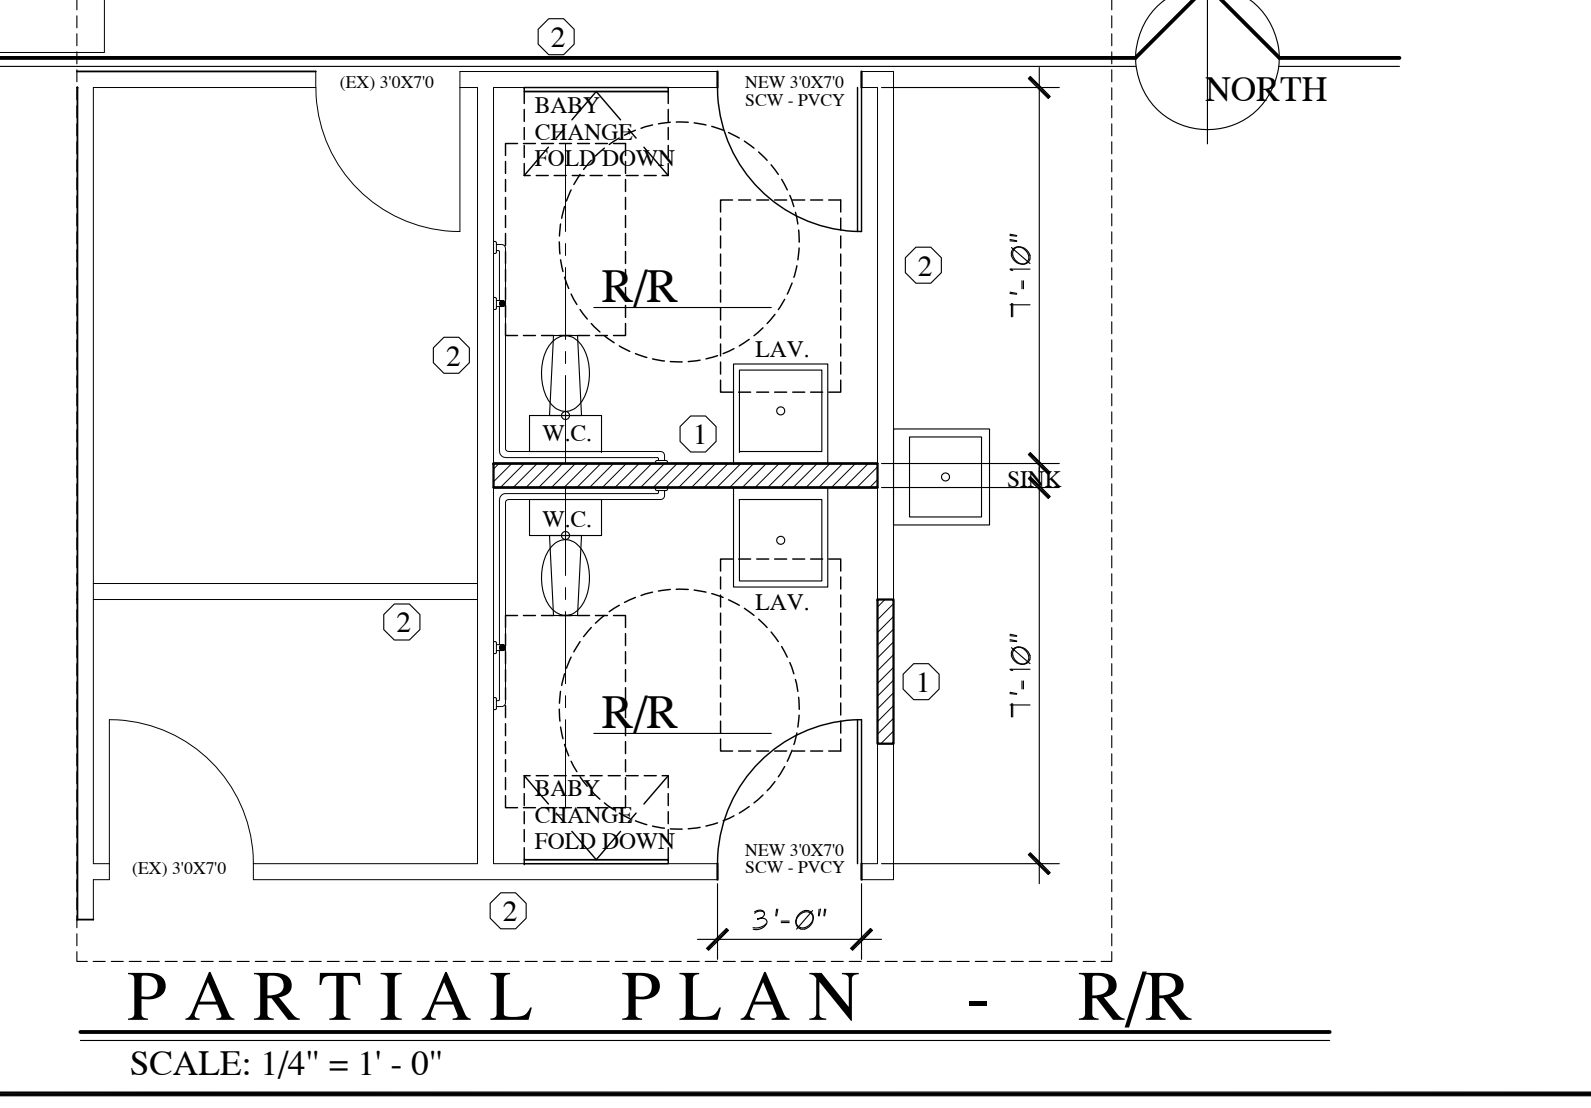 2
(EX) 3'0X7'0
NEW 3'0X7'0
SCW - PVCY
NORTH
BABY
CHANGE
FOLD DOWN
2
7'-10"
R/R
2
LAV.
W.C.
1
SINK
W.C.
LAV.
2
1
7'-10"
R/R
BABY
CHANGE
FOLD DOWN
NEW 3'0X7'0
SCW - PVCY
(EX) 3'0X7'0
2
3'-0"
PARTIAL PLAN - R/R
SCALE: 1/4" = 1' - 0"